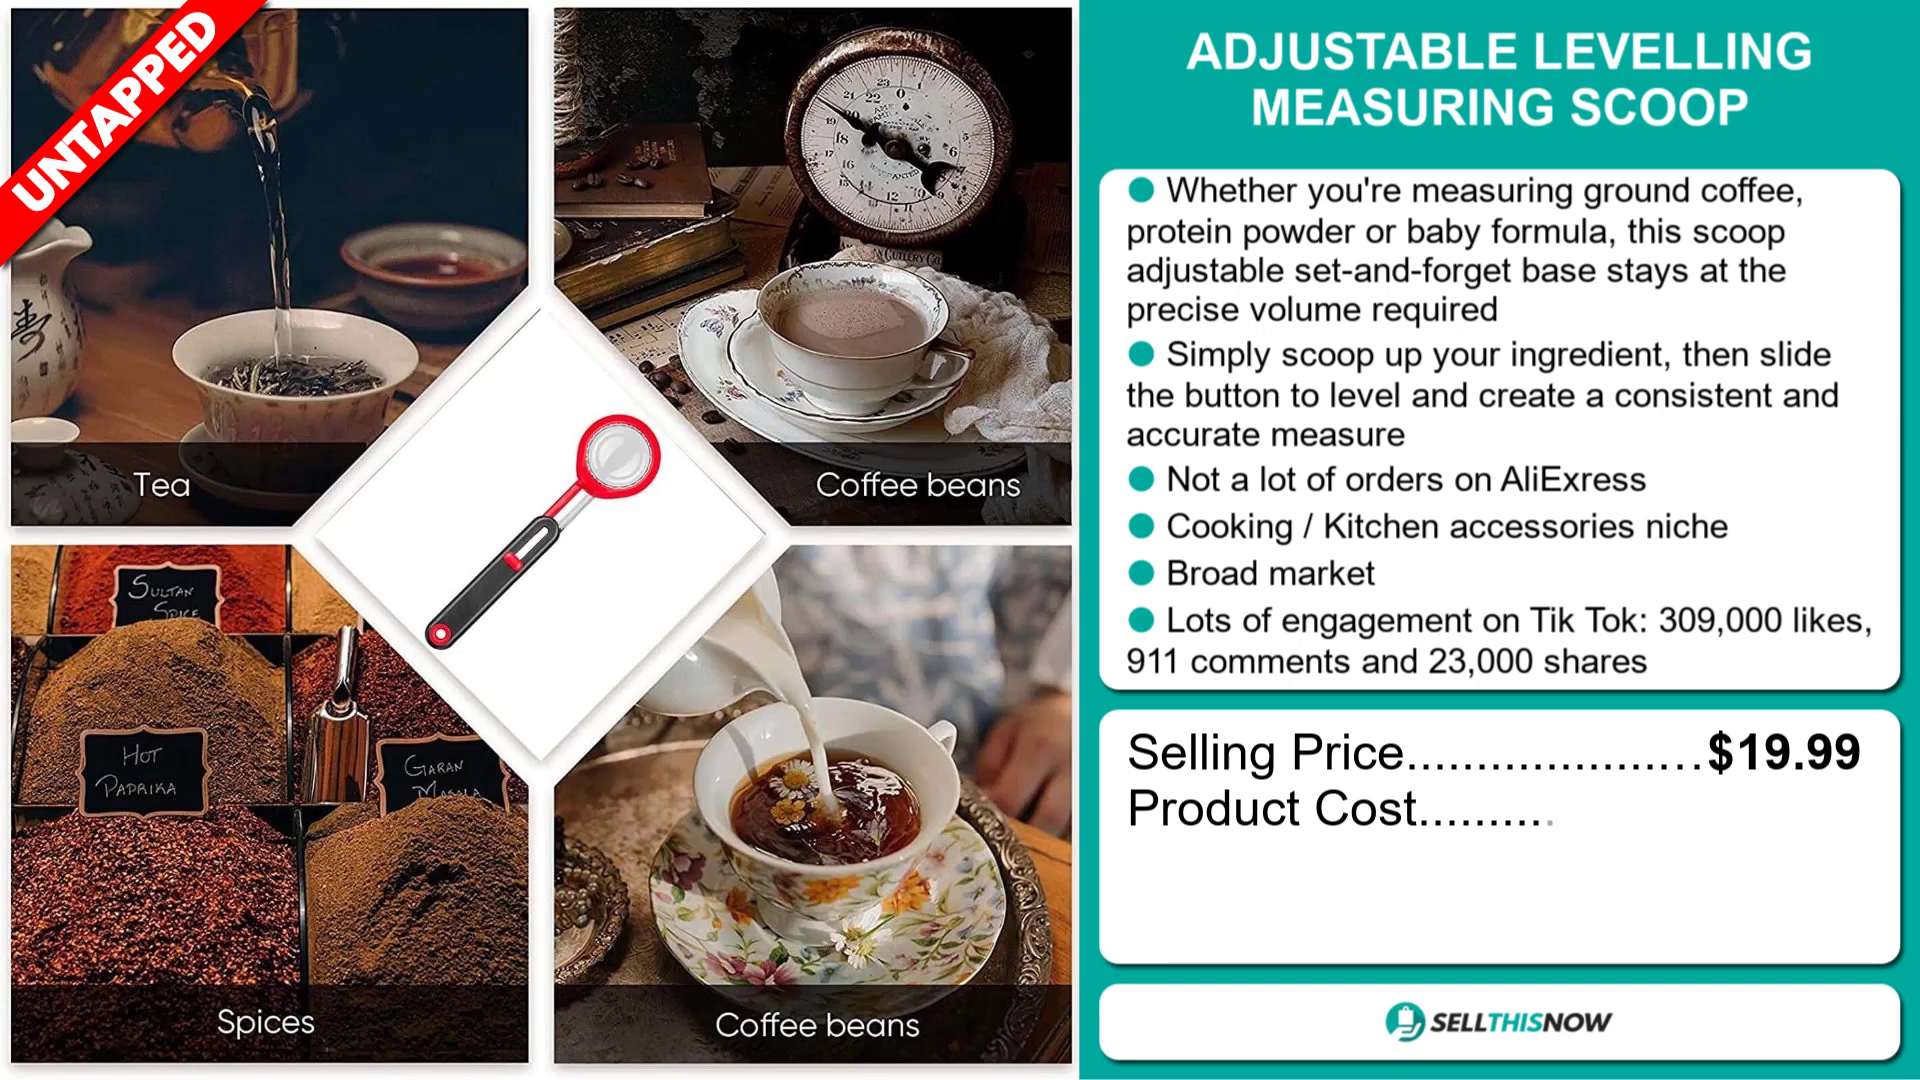 UNTAPPED
ADJUSTABLE LEVELLING
MEASURING SCOOP
● Whether you're measuring ground coffee,
protein powder or baby formula, this scoop
adjustable set-and-forget base stays at the
precise volume required
● Simply scoop up your ingredient, then slide
the button to level and create a consistent and
accurate measure
● Not a lot of orders on AliExress
● Cooking / Kitchen accessories niche
● Broad market
● Lots of engagement on Tik Tok: 309,000 likes,
911 comments and 23,000 shares
Selling Price......................$19.99
Product Cost..........
SELLTHISNOW
Tea
Coffee beans
SULTAN
SPICE
HOT
PAPRIKA
GARAN
MASALA
Spices
Coffee beans